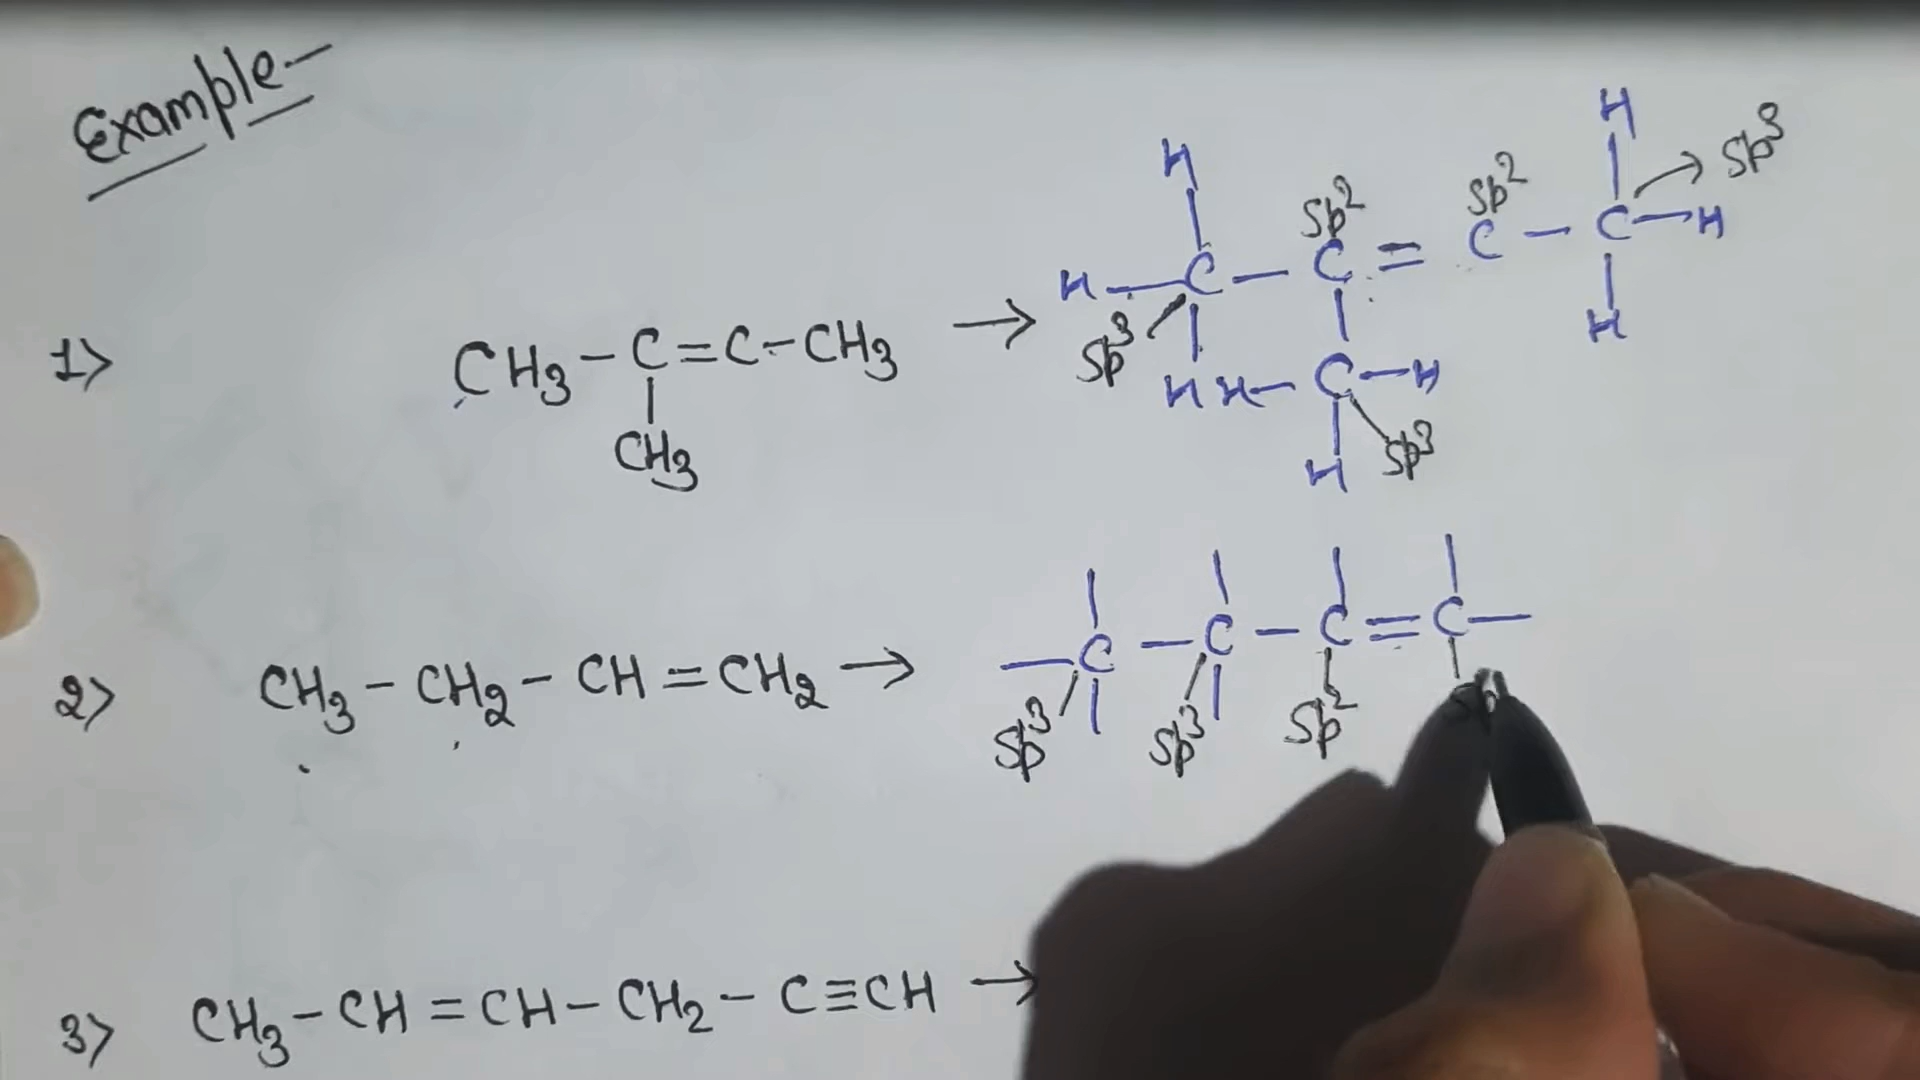 Example-
H
H
Sp³
Sp² Sp²
H C - C = C - C - H
1> CH3 - C = C - CH3 →
Sp³
H H - C - H
H
CH3
H
Sp³
2> CH3 - CH2 - CH = CH2 → - C - C - C = C -
Sp³ Sp³ Sp²
3> CH3 - CH = CH - CH2 - C ≡ CH →